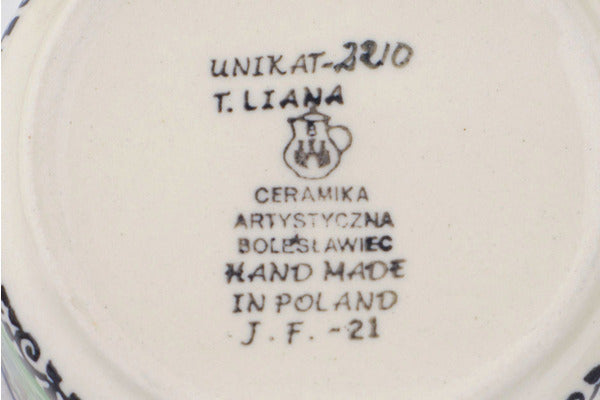 UNIKAT-2210
T. LIANA
CERAMIKA
ARTYSTYCZNA
BOLESŁAWIEC
HAND MADE
IN POLAND
J. F. -21